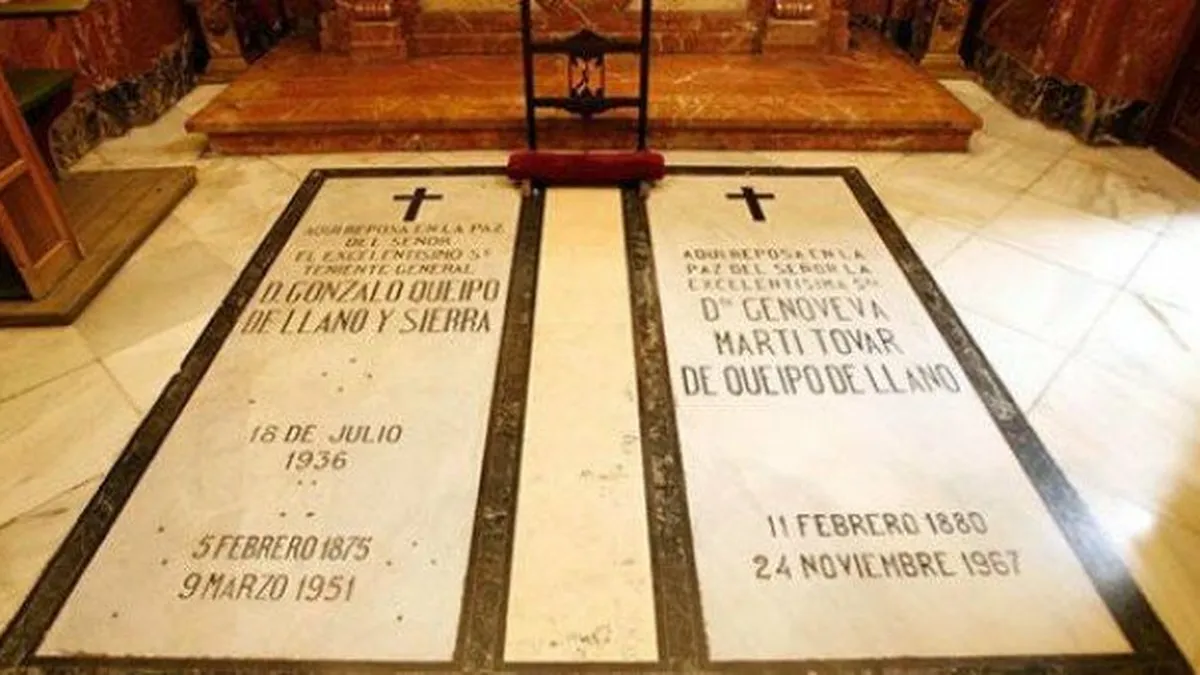 AQUI REPOSA EN LA PAZ
DEL SEÑOR
EL EXCELENTISIMO Sr
TENIENTE GENERAL
D. GONZALO QUEIPO
DE LLANO Y SIERRA
18 DE JULIO
1936
5 FEBRERO 1875
9 MARZO 1951
AQUI REPOSA EN LA
PAZ DEL SEÑOR LA
EXCELENTISIMA Sra
Dña GENOVEVA
MARTI TOVAR
DE QUEIPO DE LLANO
11 FEBRERO 1880
24 NOVIEMBRE 1967